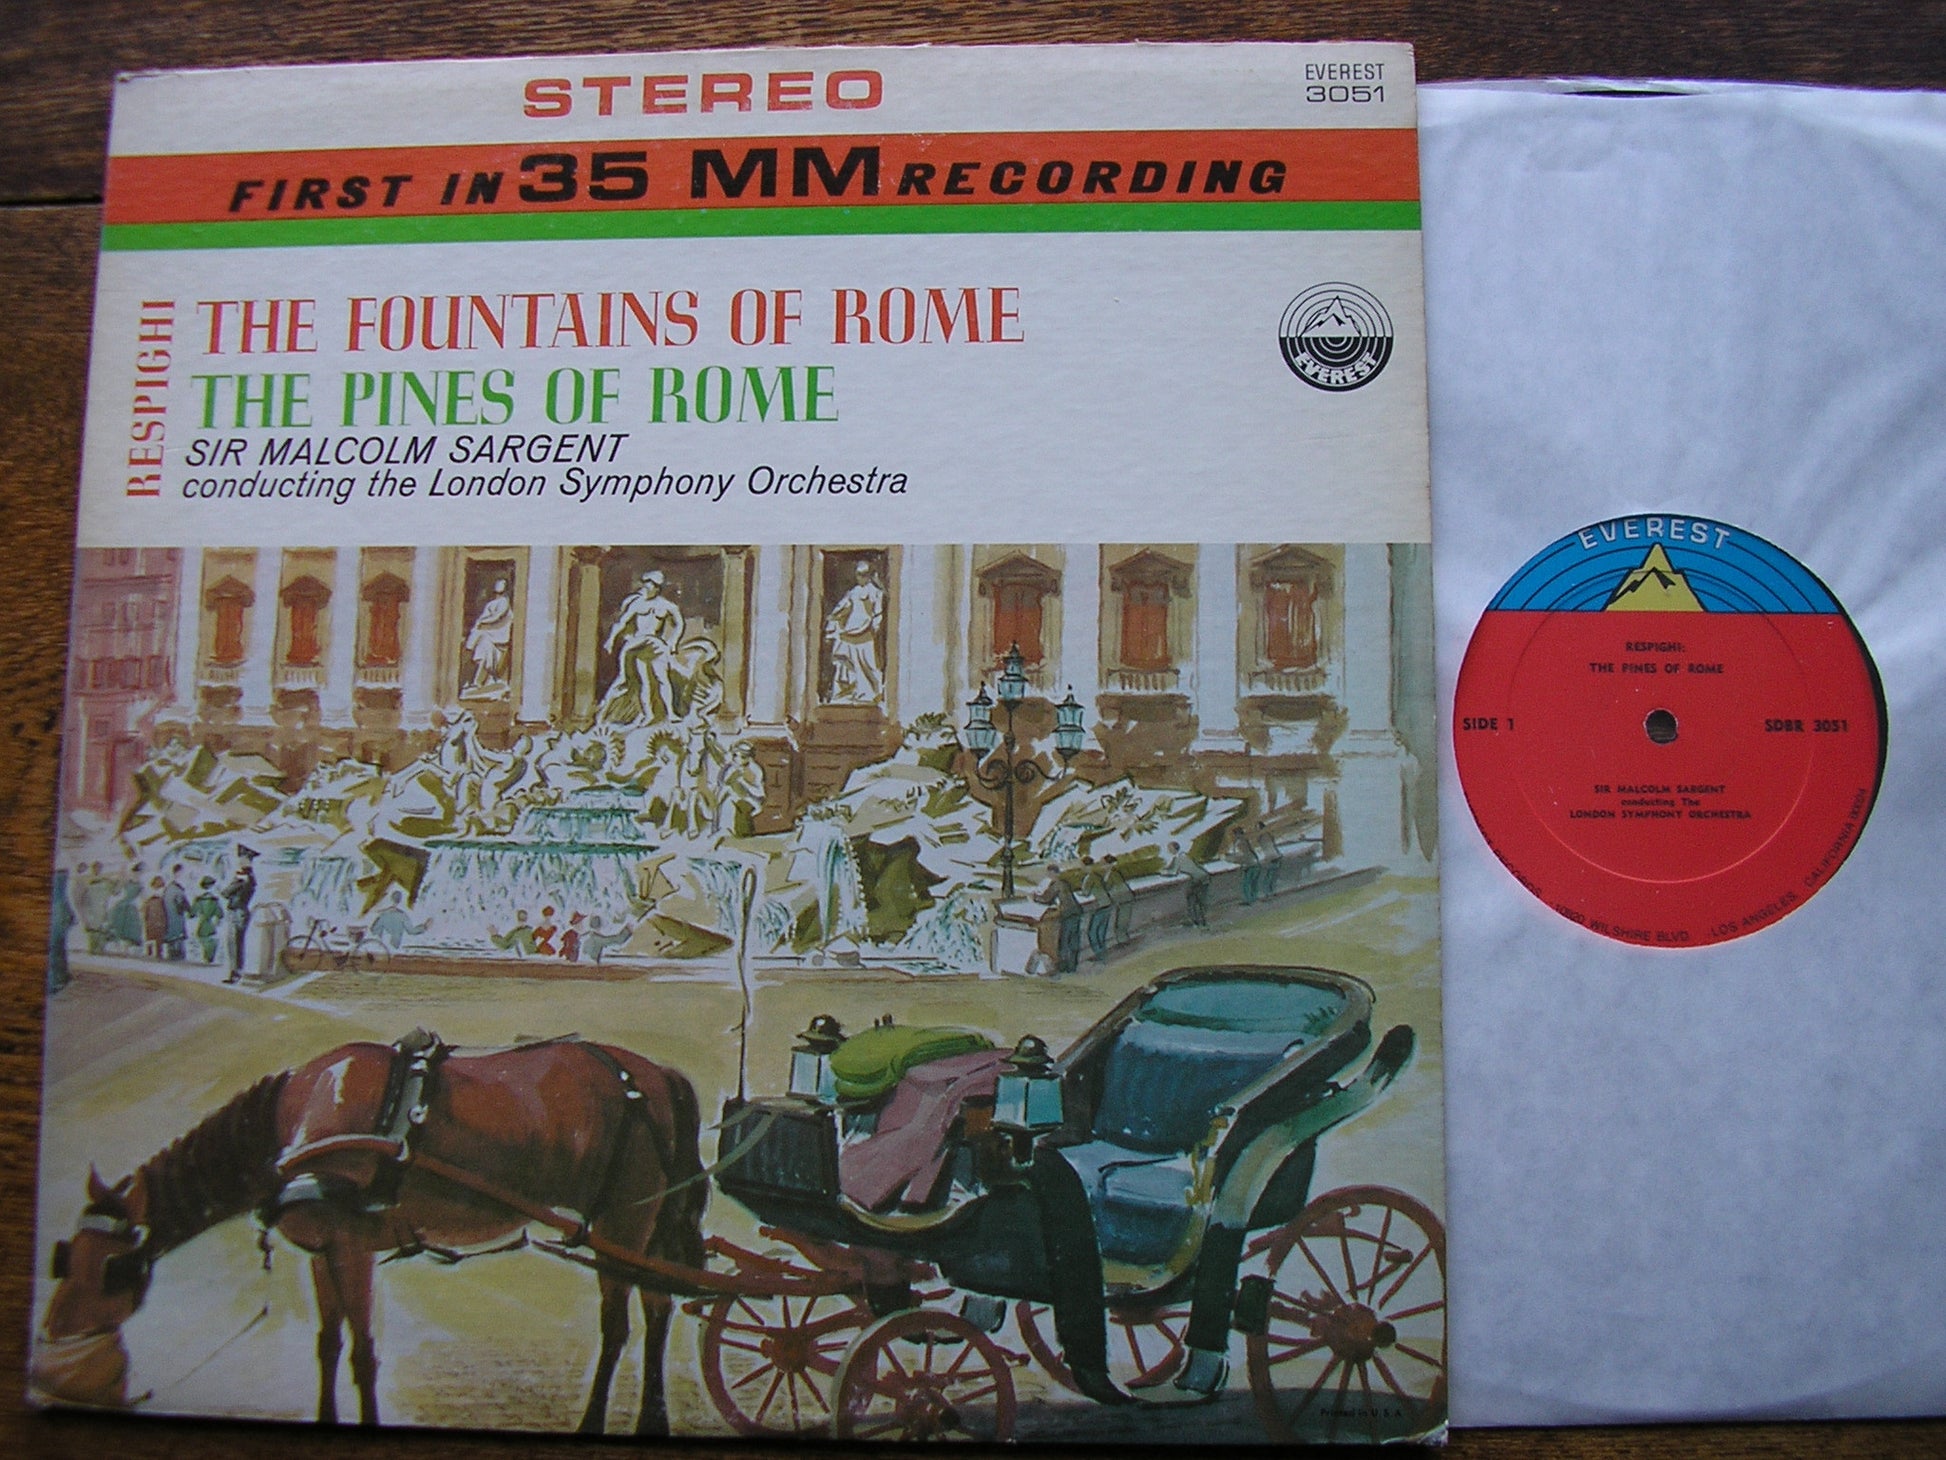 STEREO
EVEREST
3051
FIRST IN 35 MM RECORDING
RESPIGHI
THE FOUNTAINS OF ROME
THE PINES OF ROME
SIR MALCOLM SARGENT
conducting the London Symphony Orchestra
EVEREST
Printed in U.S.A.
EVEREST
RESPIGHI:
THE PINES OF ROME
SIDE 1
SDBR 3051
SIR MALCOLM SARGENT
conducting The
LONDON SYMPHONY ORCHESTRA
RECORDS WILSHIRE BLVD. LOS ANGELES CALIFORNIA